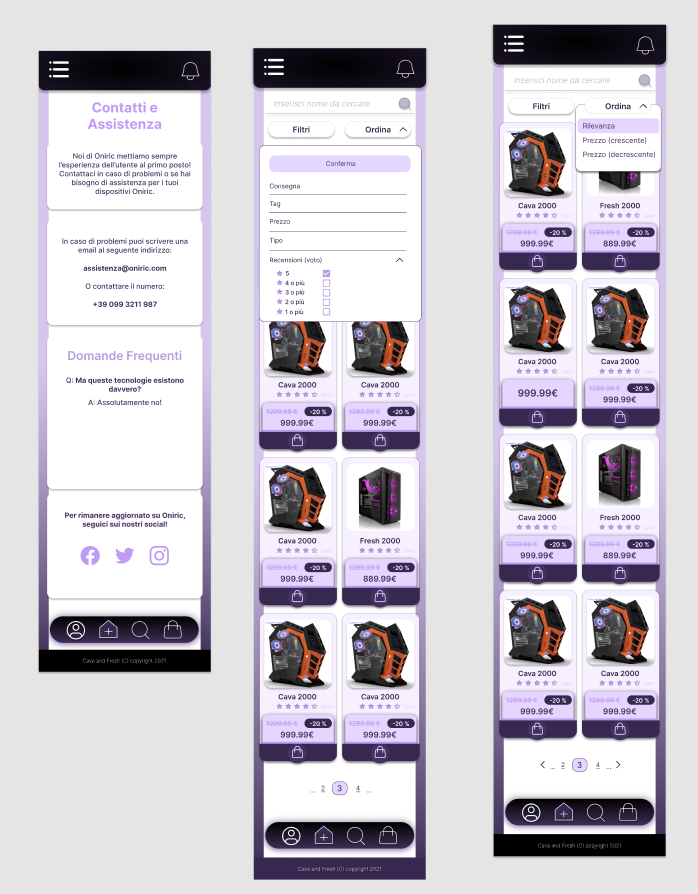 Contatti e
Assistenza
Noi di Oniric mettiamo sempre
l'esperienza dell'utente al primo posto!
Contattaci in caso di problemi o se hai
bisogno di assistenza per i tuoi
dispositivi Oniric.
In caso di problemi puoi scrivere una
email al seguente indirizzo:
assistenza@oniric.com
O contattare il numero:
+39 099 3211 987
Domande Frequenti
Q: Ma queste tecnologie esistono
davvero?
A: Assolutamente no!
Per rimanere aggiornato su Oniric,
seguici sui nostri social!
Cava and Fresh (C) copyright 2021
Inserisci nome da cercare
Filtri
Ordina
Conferma
Consegna
Tag
Prezzo
Tipo
Recensioni (voto)
5
4 o più
3 o più
2 o più
1 o più
Cava 2000
Cava 2000
1299.99 € -20 %
999.99€
1299.99 € -20 %
999.99€
Cava 2000
Fresh 2000
1299.99 € -20 %
999.99€
1299.99 € -20 %
889.99€
Cava 2000
Cava 2000
1299.99 € -20 %
999.99€
1299.99 € -20 %
999.99€
... 2 3 4 ...
Cava and Fresh (C) copyright 2021
Inserisci nome da cercare
Filtri
Ordina
Rilevanza
Prezzo (crescente)
Prezzo (decrescente)
Cava 2000
Fresh 2000
1299.99 € -20 %
999.99€
1299.99 € -20 %
889.99€
Cava 2000
Cava 2000
999.99€
1299.99 € -20 %
999.99€
Cava 2000
Fresh 2000
1299.99 € -20 %
999.99€
1299.99 € -20 %
889.99€
Cava 2000
Cava 2000
1299.99 € -20 %
999.99€
1299.99 € -20 %
999.99€
... 2 3 4 ...
Cava and Fresh (C) copyright 2021